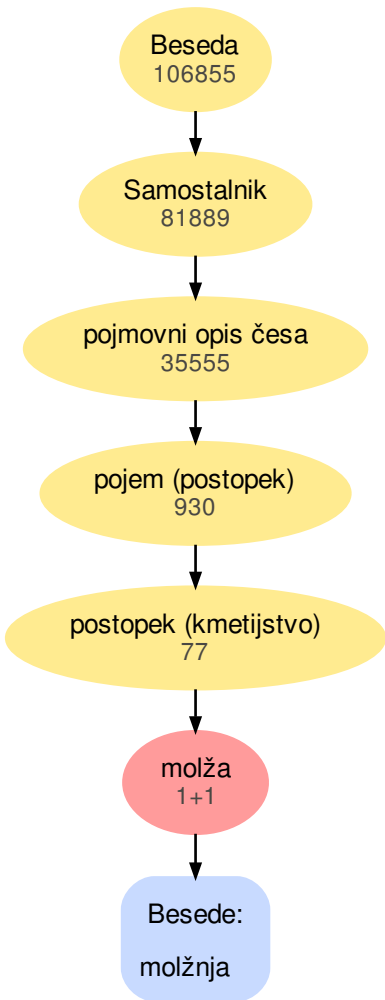 Beseda
106855
Samostalnik
81889
pojmovni opis česa
35555
pojem (postopek)
930
postopek (kmetijstvo)
77
molža
1+1
Besede:
molžnja